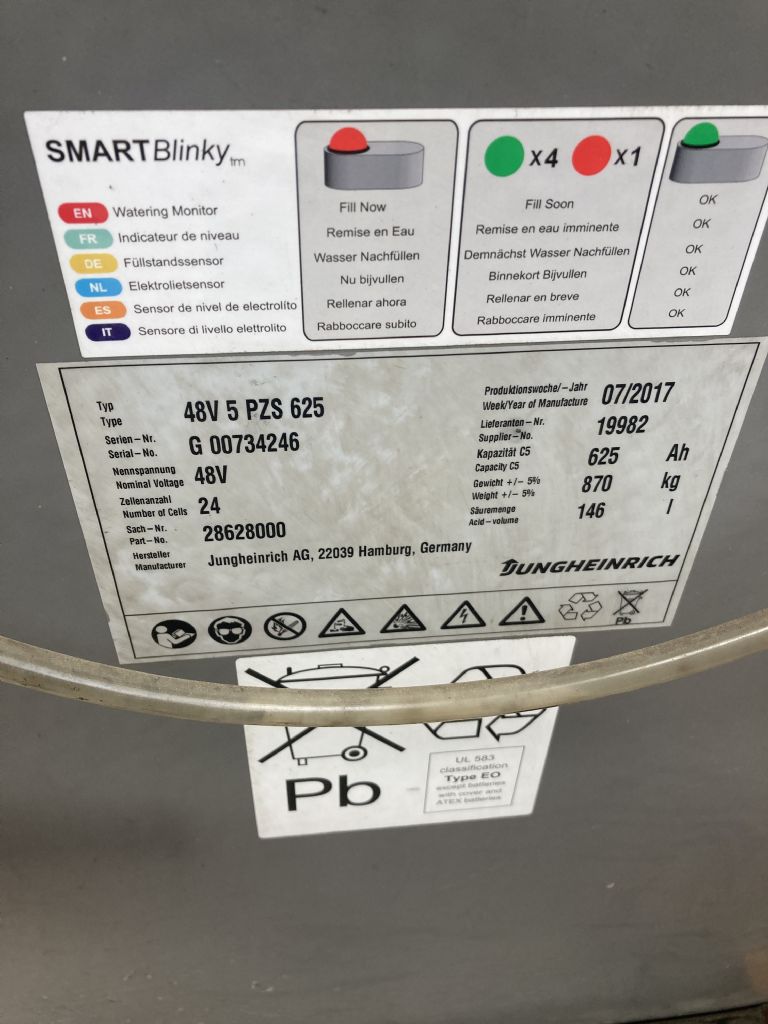 SMARTBlinky tm
EN Watering Monitor
FR Indicateur de niveau
DE Füllstandssensor
NL Elektrolietsensor
ES Sensore de nivel de electrolito
IT Sensore di livello elettrolito
Fill Now
Remise en Eau
Wasser Nachfüllen
Nu bijvullen
Rellenar ahora
Rabboccare subito
X4 X1
Fill Soon
Remise en eau imminente
Demnächst Wasser Nachfüllen
Binnekort Bijvullen
Rellenar en breve
Rabboccare imminente
OK
OK
OK
OK
OK
OK
Typ
Type
48V 5 PZS 625
Serien-Nr.
Serial-No.
G 00734246
Nennspannung
Nominal Voltage
48V
Zellenanzahl
Number of Cells
24
Sach-Nr.
Part-No.
28628000
Hersteller
Manufacturer
Jungheinrich AG, 22039 Hamburg, Germany
Produktionswoche/-Jahr
Week/Year of Manufacture
07/2017
Lieferanten-Nr.
Supplier-No.
19982
Kapazität C5
Capacity C5
625 Ah
Gewicht +/- 5%
Weight +/- 5%
870 kg
Säuremenge
Acid-volume
146 l
JUNGHEINRICH
Pb
Pb
UL 583
classification
Type EO
except batteries
with cover and
ATEX batteries